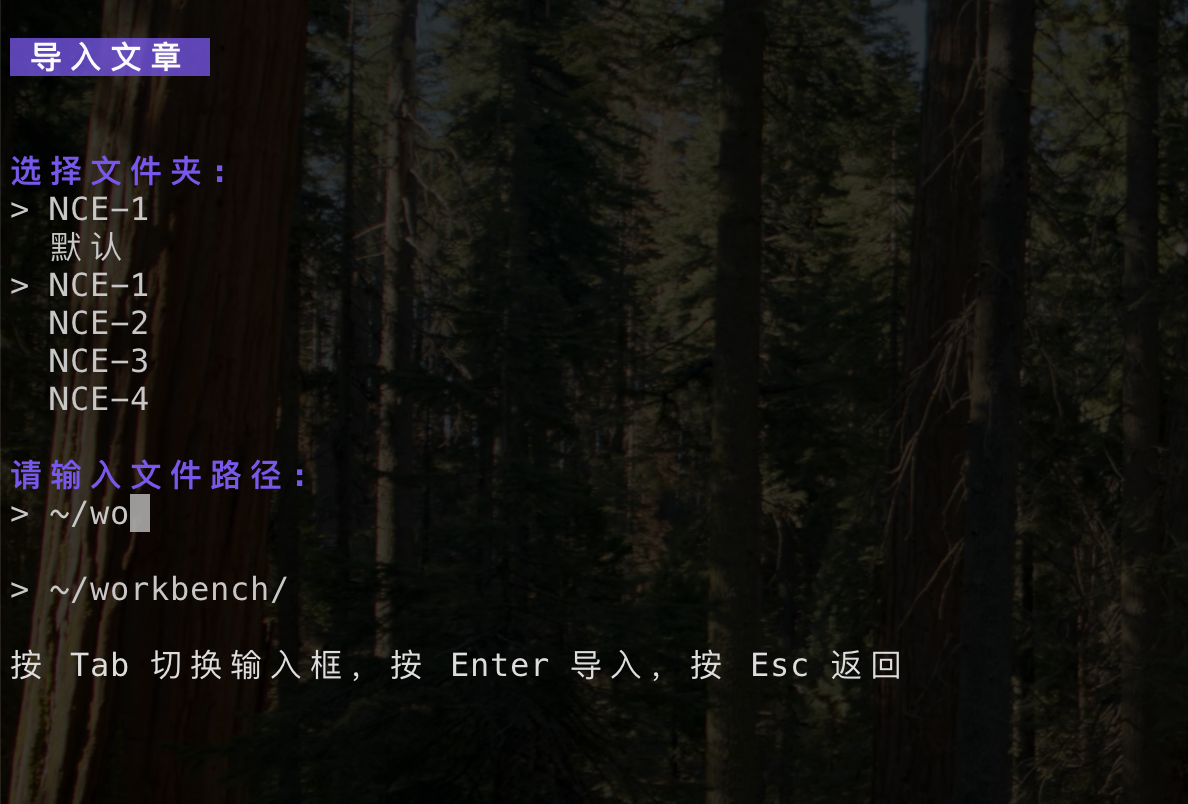 导入文章
选择文件夹:
> NCE-1
默认
> NCE-1
NCE-2
NCE-3
NCE-4
请输入文件路径:
> ~/wo
> ~/workbench/
按 Tab 切换输入框, 按 Enter 导入, 按 Esc 返回